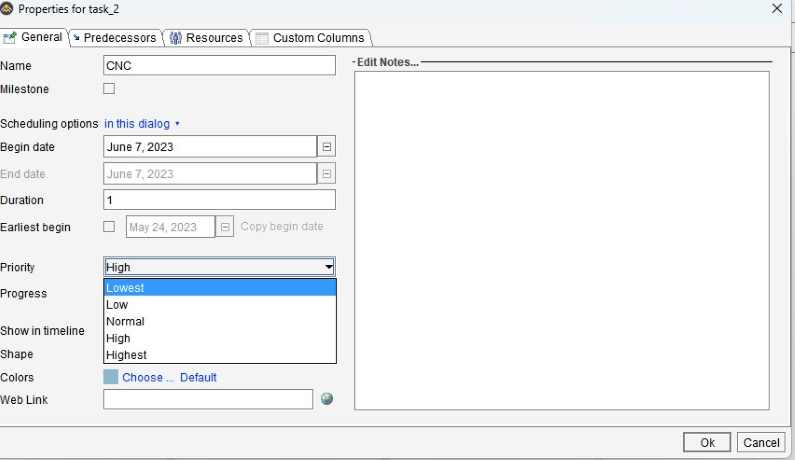 Properties for task_2
General Predecessors Resources Custom Columns
Name CNC
Milestone
Scheduling options in this dialog
Begin date June 7, 2023
End date June 7, 2023
Duration 1
Earliest begin May 24, 2023 Copy begin date
Priority High
Lowest
Progress
Low
Normal
Show in timeline
High
Shape
Highest
Colors Choose ... Default
Web Link
Edit Notes...
Ok Cancel